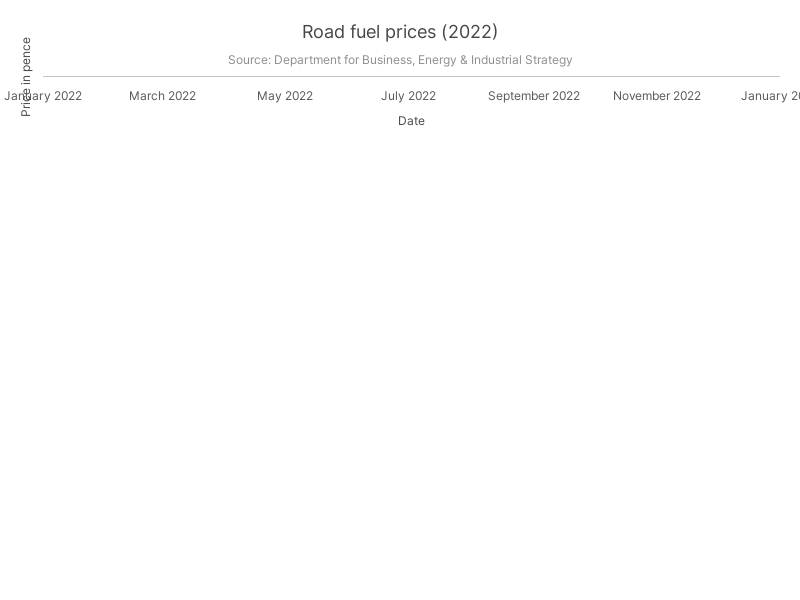 Road fuel prices (2022)
Source: Department for Business, Energy & Industrial Strategy
Price in pence
January 2022 March 2022 May 2022 July 2022 September 2022 November 2022 January 20
Date